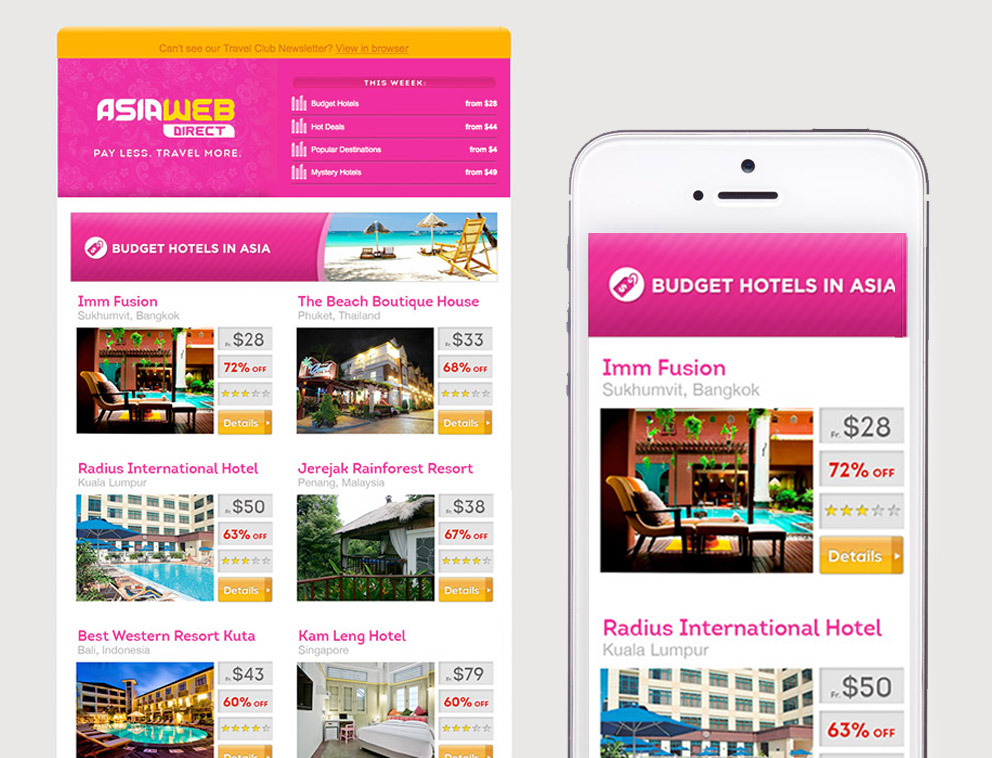 Can't see our Travel Club Newsletter? View in browser
ASIAWEB
DIRECT
PAY LESS. TRAVEL MORE.
THIS WEEEK:
Budget Hotels from $28
Hot Deals from $44
Popular Destinations from $4
Mystery Hotels from $49
BUDGET HOTELS IN ASIA
Imm Fusion
Sukhumvit, Bangkok
Fr. $28
72% OFF
Details
The Beach Boutique House
Phuket, Thailand
Fr. $33
68% OFF
Details
Radius International Hotel
Kuala Lumpur
Fr. $50
63% OFF
Details
Jerejak Rainforest Resort
Penang, Malaysia
Fr. $38
67% OFF
Details
Best Western Resort Kuta
Bali, Indonesia
Fr. $43
60% OFF
Details
Kam Leng Hotel
Singapore
Fr. $79
60% OFF
Details
BUDGET HOTELS IN ASIA
Imm Fusion
Sukhumvit, Bangkok
Fr. $28
72% OFF
Details
Radius International Hotel
Kuala Lumpur
Fr. $50
63% OFF